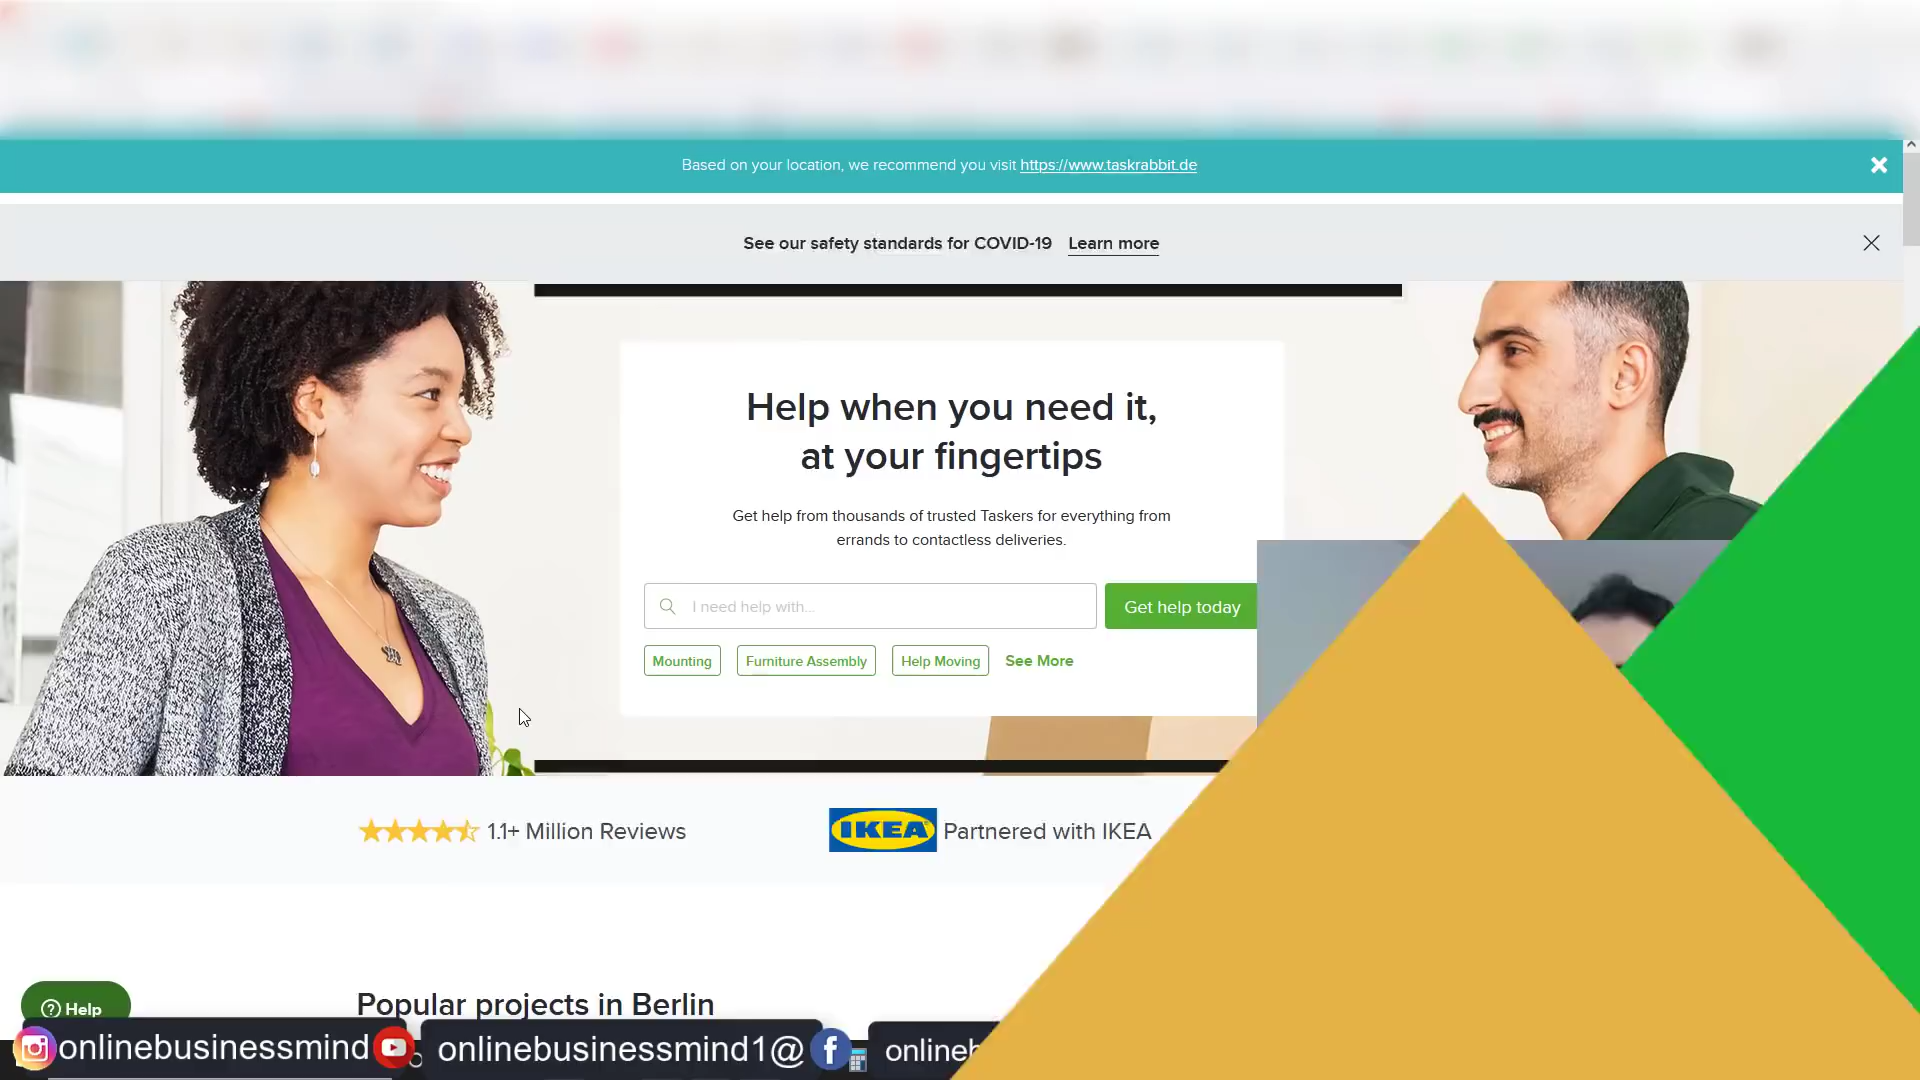 Based on your location, we recommend you visit https://www.taskrabbit.de
See our safety standards for COVID-19 Learn more
Help when you need it,
at your fingertips
Get help from thousands of trusted Taskers for everything from
errands to contactless deliveries.
I need help with...
Get help today
Mounting
Furniture Assembly
Help Moving
See More
1.1+ Million Reviews
IKEA
Partnered with IKEA
Popular projects in Berlin
Help
onlinebusinessmind
onlinebusinessmind1@